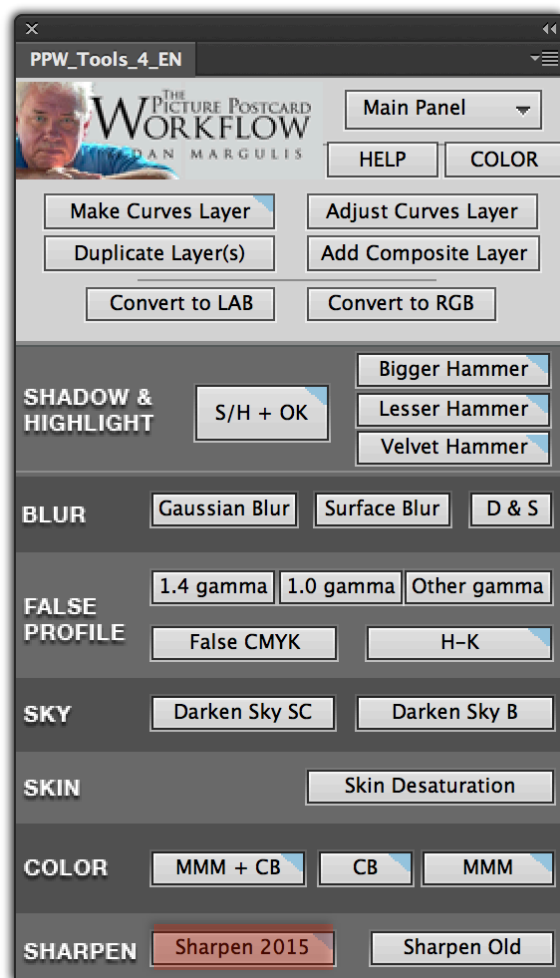 PPW_Tools_4_EN
THE
PICTURE POSTCARD
WORKFLOW
DAN MARGULIS
Main Panel
HELP COLOR
Make Curves Layer Adjust Curves Layer
Duplicate Layer(s) Add Composite Layer
Convert to LAB Convert to RGB
SHADOW &
HIGHLIGHT
S/H + OK
Bigger Hammer
Lesser Hammer
Velvet Hammer
BLUR Gaussian Blur Surface Blur D & S
FALSE
PROFILE
1.4 gamma 1.0 gamma Other gamma
False CMYK H-K
SKY Darken Sky SC Darken Sky B
SKIN Skin Desaturation
COLOR MMM + CB CB MMM
SHARPEN Sharpen 2015 Sharpen Old